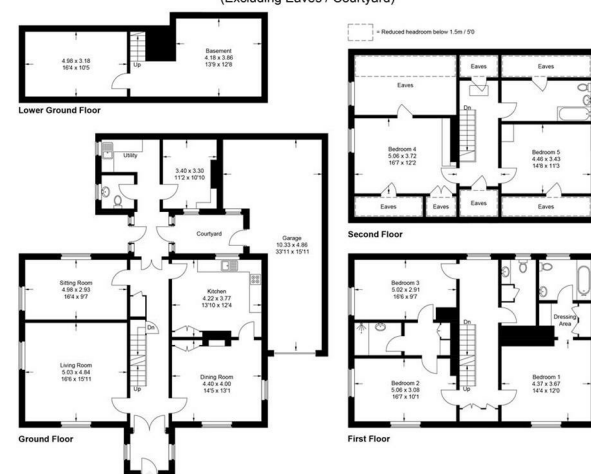 (Excluding Eaves / Courtyard)
= Reduced headroom below 1.5m / 5'0
4.98 x 3.18
16'4 x 10'5
Up
Basement
4.18 x 3.86
13'9 x 12'8
Lower Ground Floor
Eaves
Eaves
Eaves
Dn
Bedroom 4
5.06 x 3.72
16'7 x 12'2
Bedroom 5
4.46 x 3.43
14'8 x 11'3
Eaves
Eaves
Eaves
Eaves
Second Floor
Utility
3.40 x 3.30
11'2 x 10'10
Courtyard
Garage
10.33 x 4.86
33'11 x 15'11
Sitting Room
4.98 x 2.93
16'4 x 9'7
Kitchen
4.22 x 3.77
13'10 x 12'4
Dn
Living Room
5.03 x 4.84
16'6 x 15'11
Up
Dining Room
4.40 x 4.00
14'5 x 13'1
Ground Floor
Bedroom 3
5.02 x 2.91
16'6 x 9'7
Dn
Dressing
Area
Bedroom 2
5.06 x 3.08
16'7 x 10'1
Up
Bedroom 1
4.37 x 3.67
14'4 x 12'0
First Floor